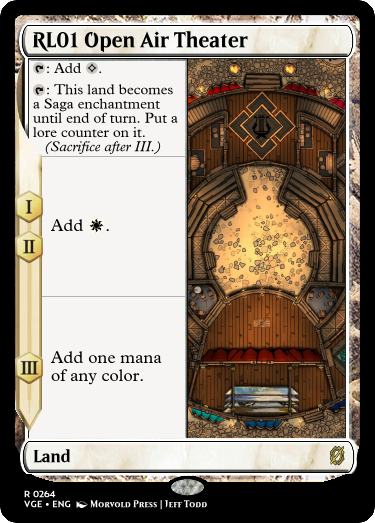 RL01 Open Air Theater
: Add .
: This land becomes
a Saga enchantment
until end of turn. Put a
lore counter on it.
(Sacrifice after III.)
I
II
Add .
III
Add one mana
of any color.
Land
R 0264
VGE • ENG Morvold Press | Jeff Todd